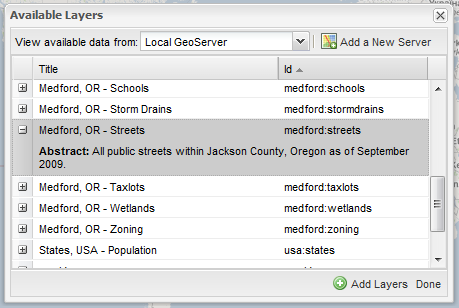 Available Layers
View available data from: Local GeoServer Add a New Server
Title Id
Medford, OR - Schools medford:schools
Medford, OR - Storm Drains medford:stormdrains
Medford, OR - Streets medford:streets
Abstract: All public streets within Jackson County, Oregon as of September
2009.
Medford, OR - Taxlots medford:taxlots
Medford, OR - Wetlands medford:wetlands
Medford, OR - Zoning medford:zoning
States, USA - Population usa:states
Add Layers Done